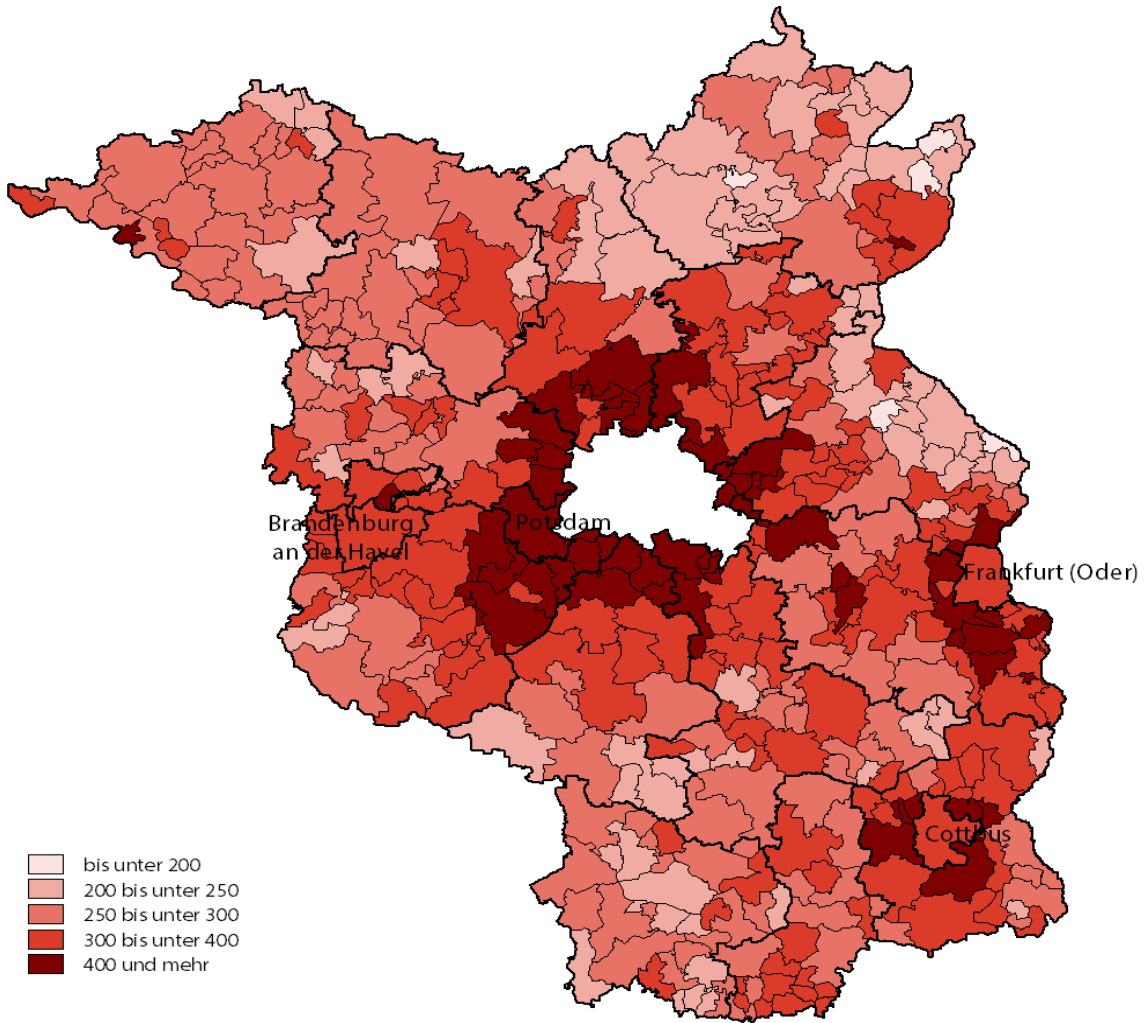 Brandenburg
an der Havel
Potsdam
Frankfurt (Oder)
Cottbus
bis unter 200
200 bis unter 250
250 bis unter 300
300 bis unter 400
400 und mehr